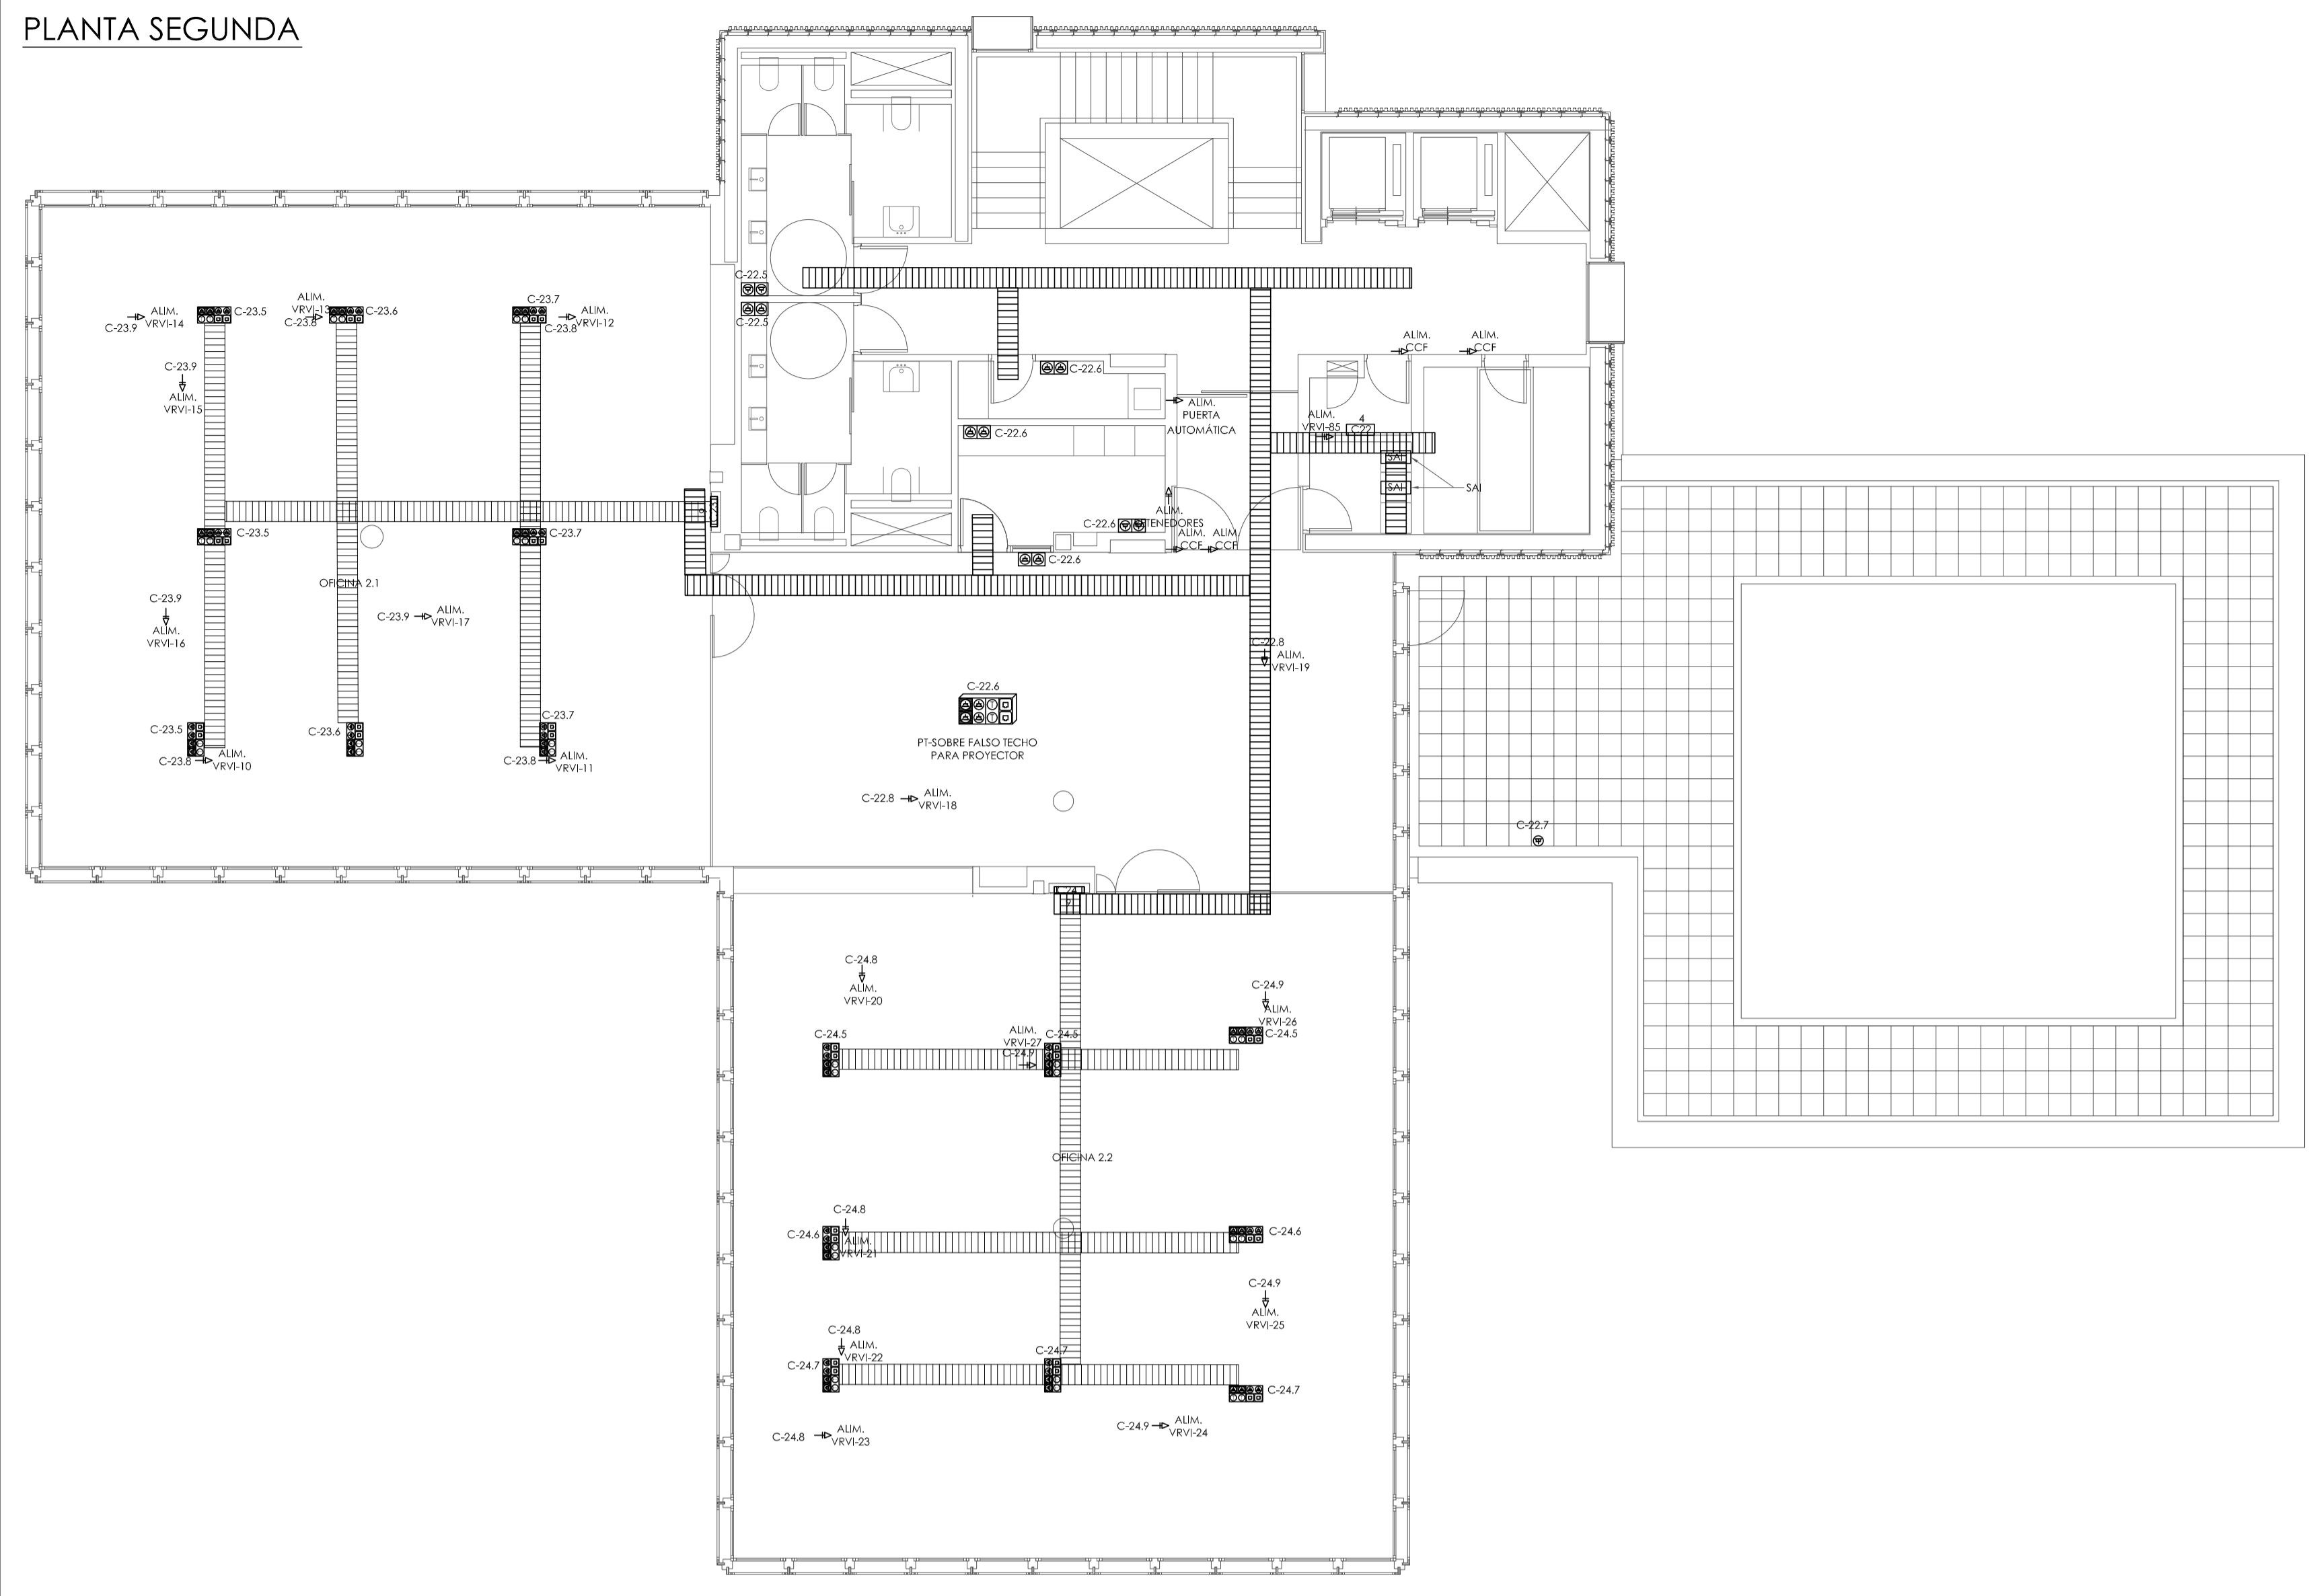 PLANTA SEGUNDA
C-22.5
C-22.5
ALIM.
VRVI-14
C-23.9
C-23.5
ALIM.
VRVI-13
C-23.8
C-23.6
C-23.7
ALIM.
VRVI-12
C-23.8
C-23.9
ALIM.
VRVI-15
ALIM.
CCF
ALIM.
CCF
C-22.6
ALIM.
PUERTA
AUTOMÁTICA
C-22.6
ALIM.
VRVI-85
4
C22
SAI
SAI
SAI
C-23.5
C-23.7
C23
ALIM.
C-22.6
ALIM.
CCF
ALIM.
CCF
C-22.6
OFICINA 2.1
C-23.9
ALIM.
VRVI-16
C-23.9
ALIM.
VRVI-17
C-22.8
ALIM.
VRVI-19
C-22.6
PT-SOBRE FALSO TECHO
PARA PROYECTOR
C-23.5
C-23.8
ALIM.
VRVI-10
C-23.6
C-23.7
C-23.8
ALIM.
VRVI-11
C-22.8
ALIM.
VRVI-18
C-22.7
C-24.8
ALIM.
VRVI-20
C-24.9
ALIM.
VRVI-26
C-24.5
C-24.5
ALIM.
VRVI-27
C-24.9
C-24.5
OFICINA 2.2
C-24.8
C-24.6
ALIM.
VRVI-21
C-24.6
C-24.9
ALIM.
VRVI-25
C-24.8
ALIM.
VRVI-22
C-24.7
C-24.7
C-24.7
C-24.8
ALIM.
VRVI-23
C-24.9
ALIM.
VRVI-24